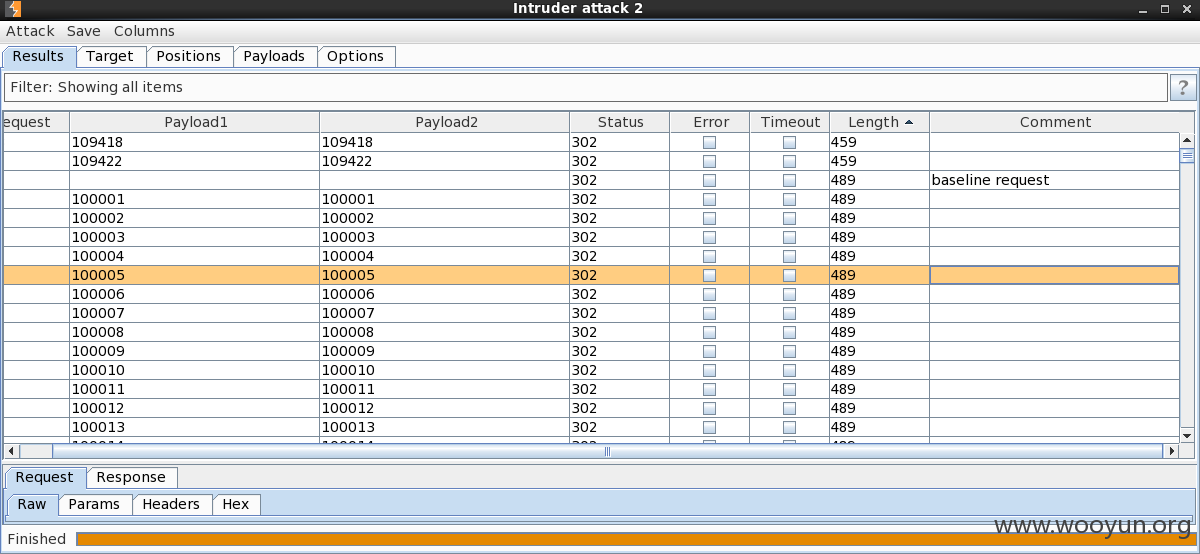 Intruder attack 2
Attack Save Columns
Results Target Positions Payloads Options
Filter: Showing all items
?
equest Payload1 Payload2 Status Error Timeout Length Comment
109418 109418 302 459
109422 109422 302 459
302 489 baseline request
100001 100001 302 489
100002 100002 302 489
100003 100003 302 489
100004 100004 302 489
100005 100005 302 489
100006 100006 302 489
100007 100007 302 489
100008 100008 302 489
100009 100009 302 489
100010 100010 302 489
100011 100011 302 489
100012 100012 302 489
100013 100013 302 489
Request Response
Raw Params Headers Hex
www.wooyun.org
Finished